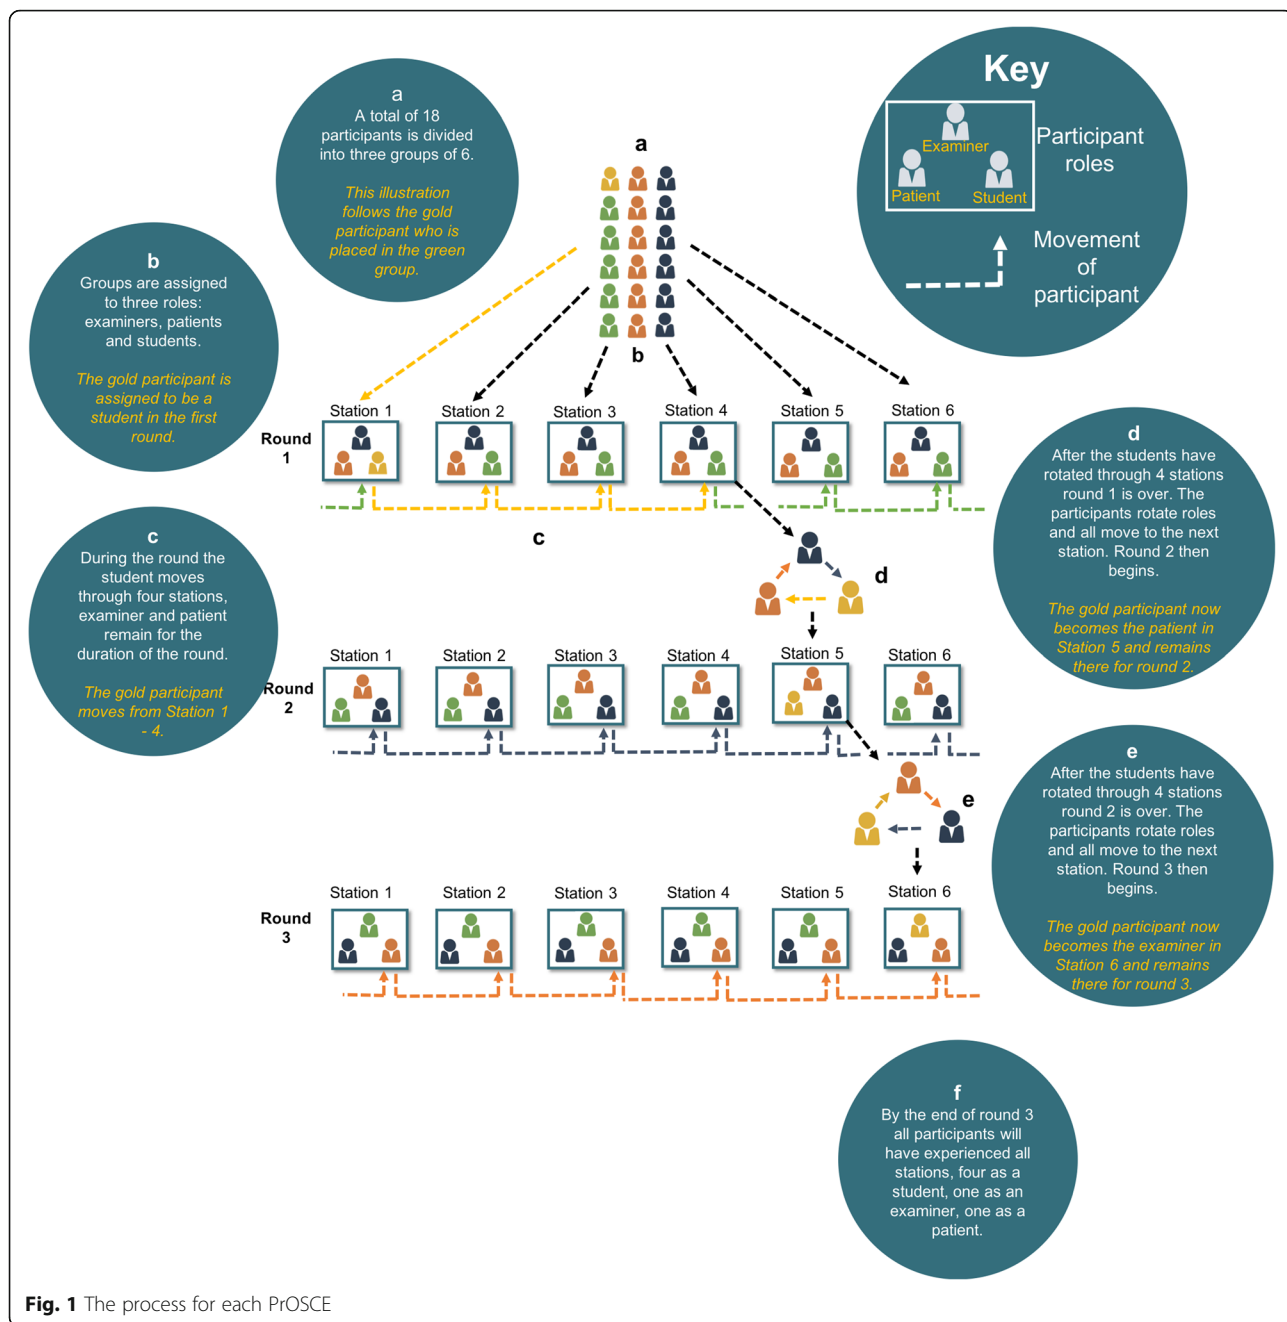 a
A total of 18
participants is divided
into three groups of 6.
This illustration
follows the gold
participant who is
placed in the green
group.
Key
Examiner
Patient
Student
Participant
roles
Movement
of
participant
a
b
b
Groups are assigned
to three roles:
examiners, patients
and students.
The gold participant is
assigned to be a
student in the first
round.
Round
1
Station 1
Station 2
Station 3
Station 4
Station 5
Station 6
c
c
During the round the
student moves
through four stations,
examiner and patient
remain for the
duration of the round.
The gold participant
moves from Station 1
- 4.
d
d
After the students have
rotated through 4 stations
round 1 is over. The
participants rotate roles
and all move to the next
station. Round 2 then
begins.
The gold participant now
becomes the patient in
Station 5 and remains
there for round 2.
Round
2
Station 1
Station 2
Station 3
Station 4
Station 5
Station 6
e
e
After the students have
rotated through 4 stations
round 2 is over. The
participants rotate roles
and all move to the next
station. Round 3 then
begins.
The gold participant now
becomes the examiner in
Station 6 and remains
there for round 3.
Round
3
Station 1
Station 2
Station 3
Station 4
Station 5
Station 6
f
By the end of round 3
all participants will
have experienced all
stations, four as a
student, one as an
examiner, one as a
patient.
Fig. 1 The process for each PrOSCE